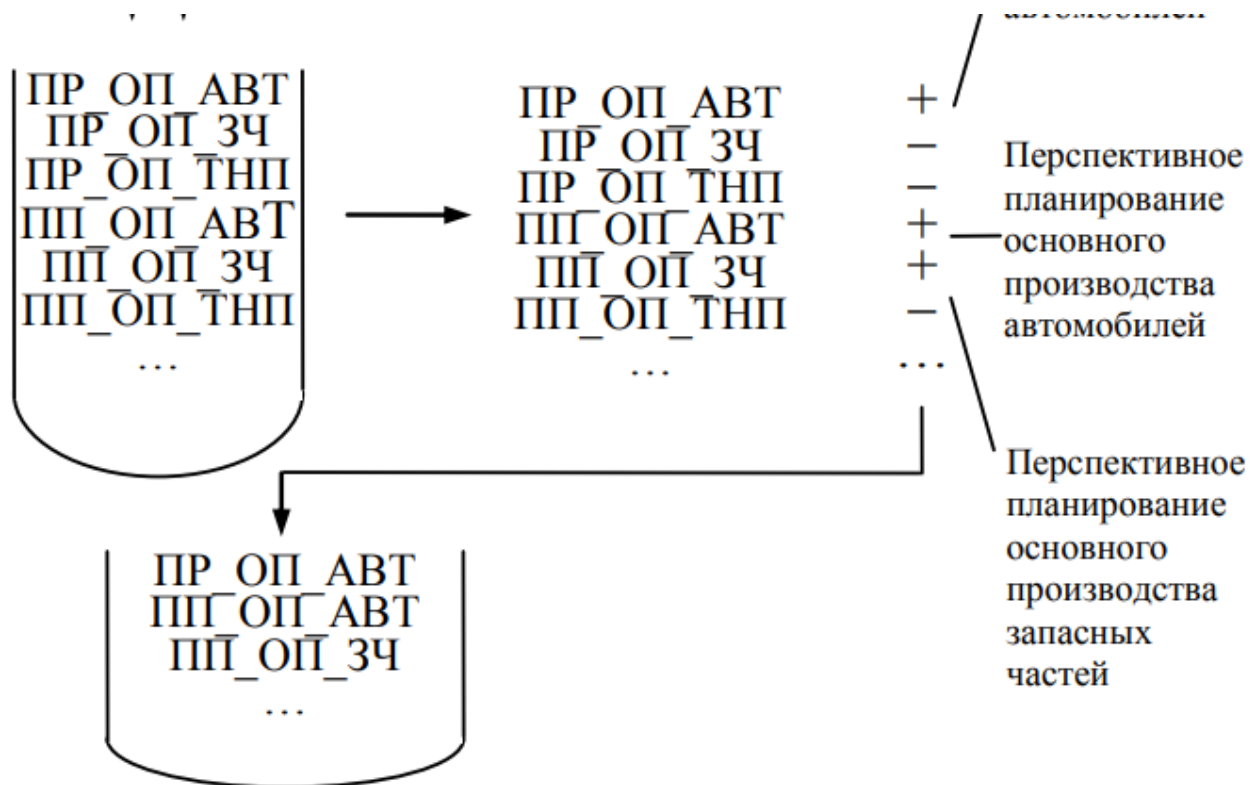 ПР_ОП_АВТ
ПР_ОП_ЗЧ
ПР_ОП_ТНП
ПП_ОП_АВТ
ПП_ОП_ЗЧ
ПП_ОП_ТНП
...
ПР_ОП_АВТ +
ПР_ОП_ЗЧ –
ПР_ОП_ТНП –
ПП_ОП_АВТ +
ПП_ОП_ЗЧ +
ПП_ОП_ТНП –
... ...
Перспективное
планирование
основного
производства
автомобилей
Перспективное
планирование
основного
производства
запасных
частей
ПР_ОП_АВТ
ПП_ОП_АВТ
ПП_ОП_ЗЧ
...